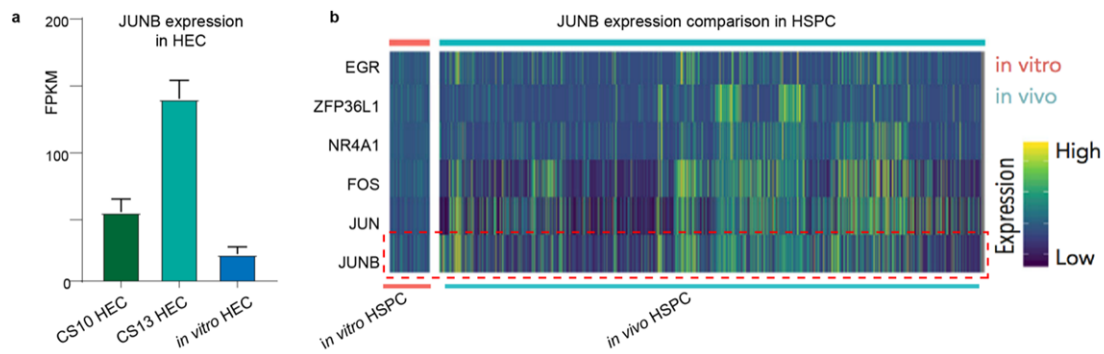 a
JUNB expression
in HEC
FPKM
200
100
0
CS10 HEC
CS13 HEC
in vitro HEC
b
JUNB expression comparison in HSPC
EGR
ZFP36L1
NR4A1
FOS
JUN
JUNB
in vitro HSPC
in vivo HSPC
in vitro
in vivo
Expression
High
Low